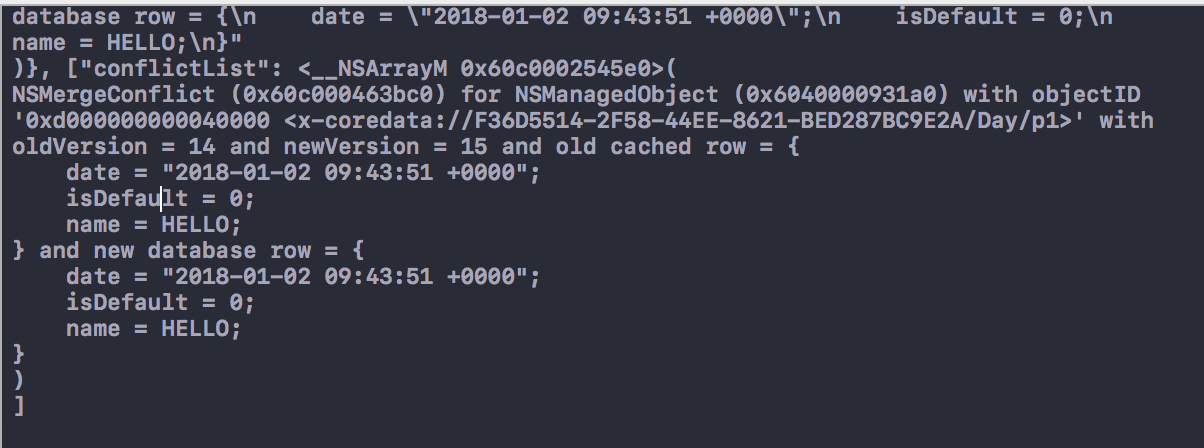 database row = {\n    date = \"2018-01-02 09:43:51 +0000\";\n    isDefault = 0;\n
name = HELLO;\n}"
)}, ["conflictList": <__NSArrayM 0x60c0002545e0>(
NSMergeConflict (0x60c000463bc0) for NSManagedObject (0x6040000931a0) with objectID
'0xd000000000040000 <x-coredata://F36D5514-2F58-44EE-8621-BED287BC9E2A/Day/p1>' with
oldVersion = 14 and newVersion = 15 and old cached row = {
    date = "2018-01-02 09:43:51 +0000";
    isDefault = 0;
    name = HELLO;
} and new database row = {
    date = "2018-01-02 09:43:51 +0000";
    isDefault = 0;
    name = HELLO;
}
)
]